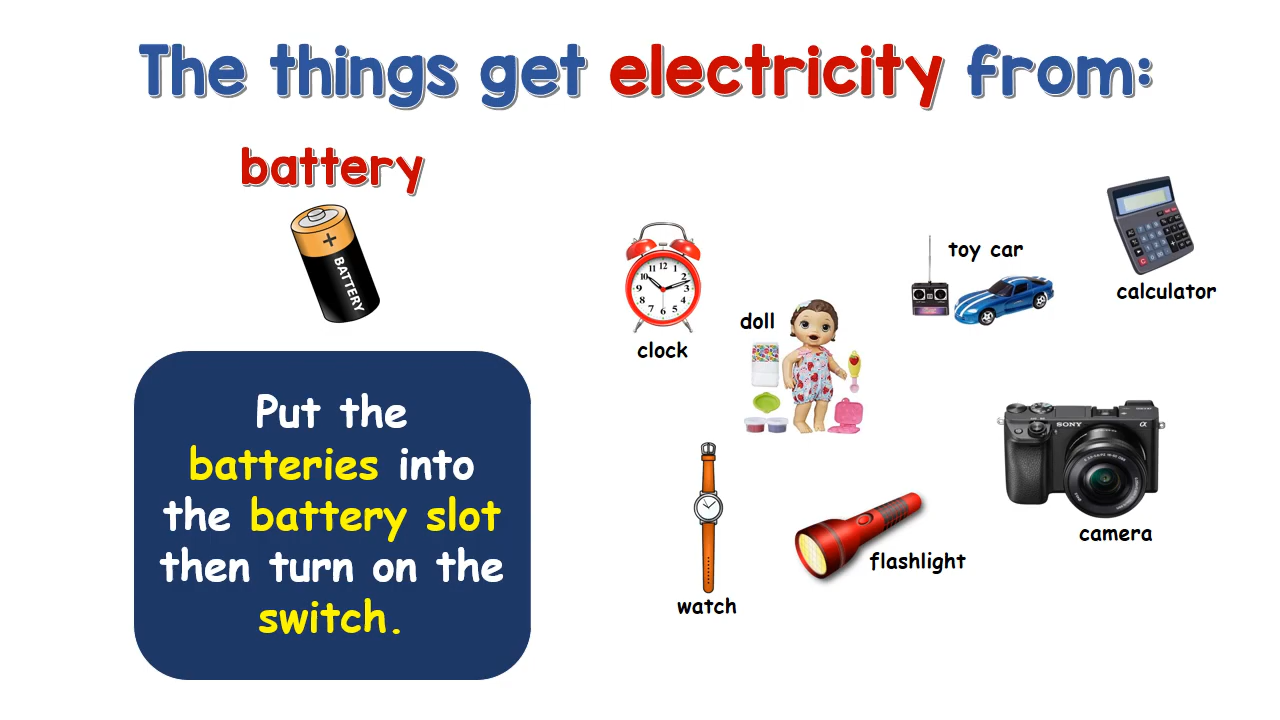 The things get electricity from:
battery
+
BATTERY
Put the
batteries into
the battery slot
then turn on the
switch.
clock
doll
toy car
calculator
watch
flashlight
SONY
α
camera